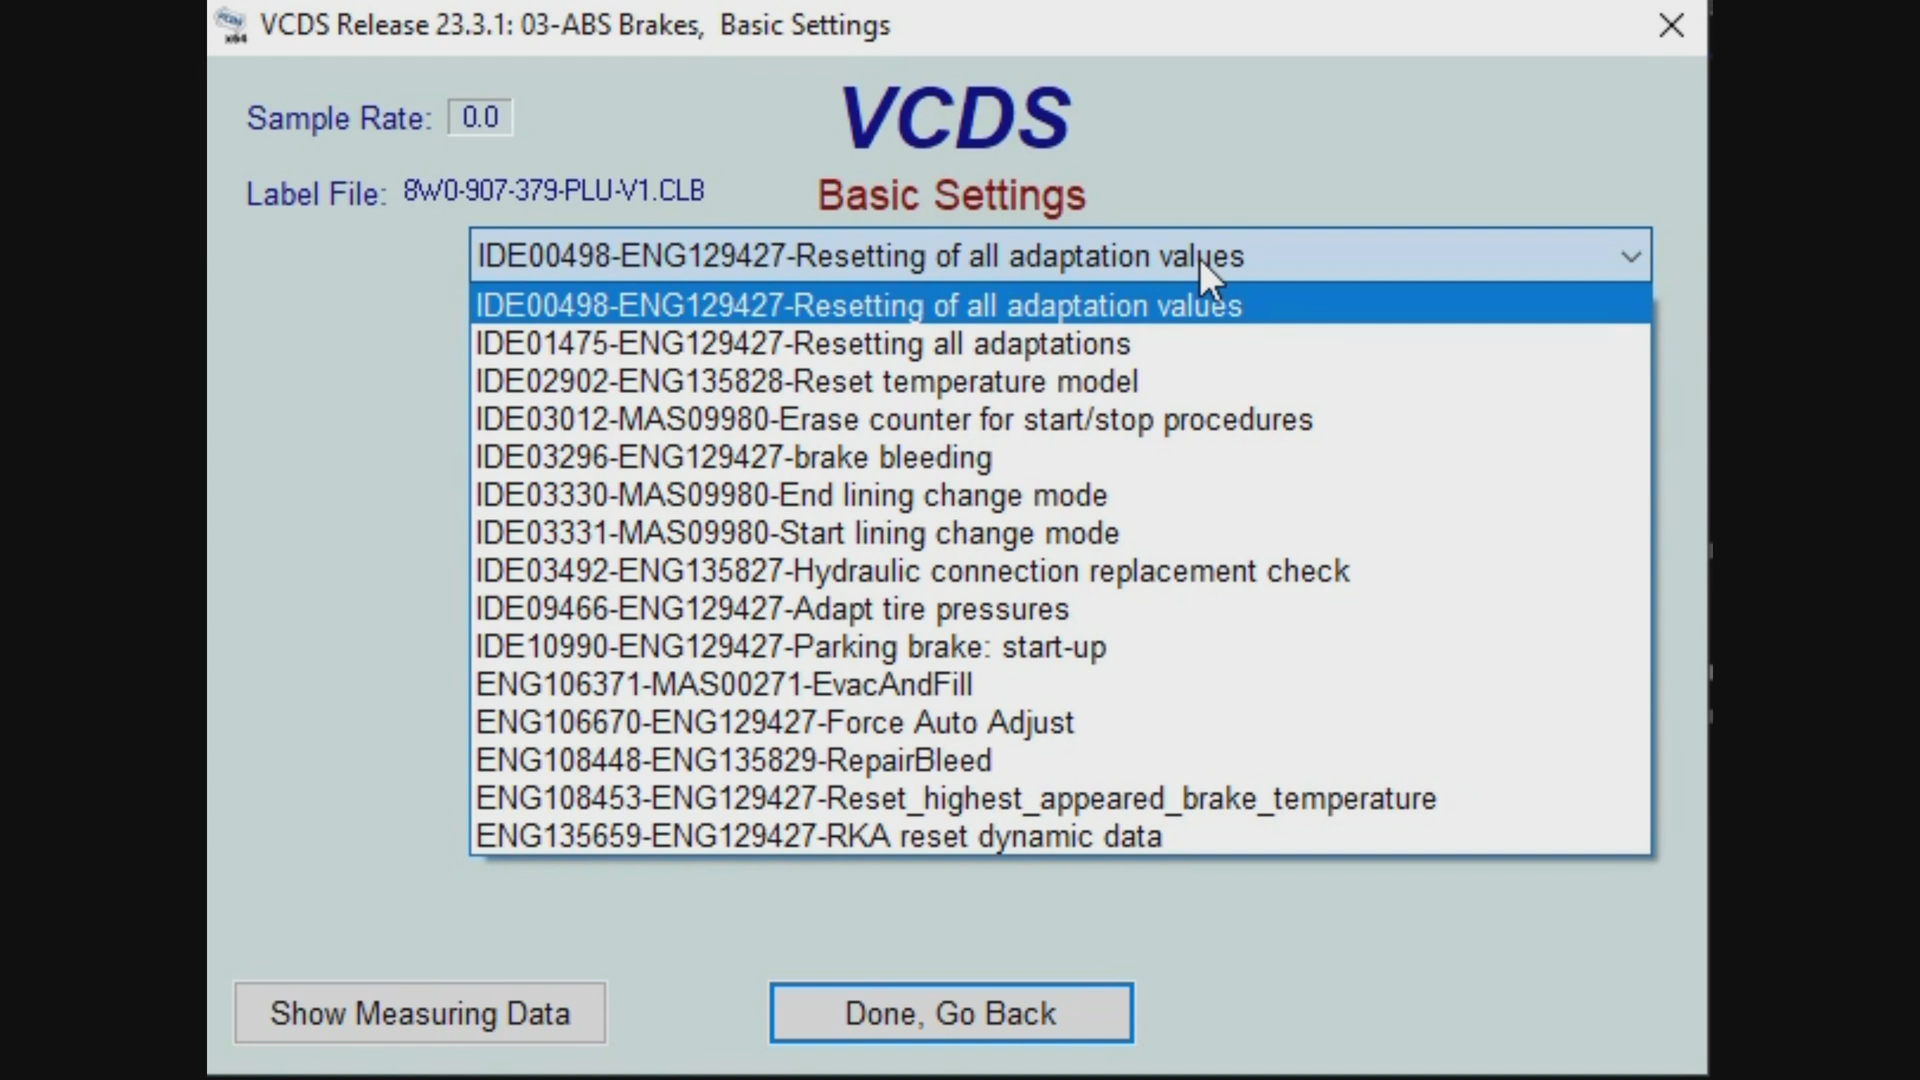 VCDS Release 23.3.1: 03-ABS Brakes, Basic Settings
Sample Rate: 0.0
VCDS
Label File: 8W0-907-379-PLU-V1.CLB
Basic Settings
IDE00498-ENG129427-Resetting of all adaptation values
IDE00498-ENG129427-Resetting of all adaptation values
IDE01475-ENG129427-Resetting all adaptations
IDE02902-ENG135828-Reset temperature model
IDE03012-MAS09980-Erase counter for start/stop procedures
IDE03296-ENG129427-brake bleeding
IDE03330-MAS09980-End lining change mode
IDE03331-MAS09980-Start lining change mode
IDE03492-ENG135827-Hydraulic connection replacement check
IDE09466-ENG129427-Adapt tire pressures
IDE10990-ENG129427-Parking brake: start-up
ENG106371-MAS00271-EvacAndFill
ENG106670-ENG129427-Force Auto Adjust
ENG108448-ENG135829-RepairBleed
ENG108453-ENG129427-Reset_highest_appeared_brake_temperature
ENG135659-ENG129427-RKA reset dynamic data
Show Measuring Data
Done, Go Back